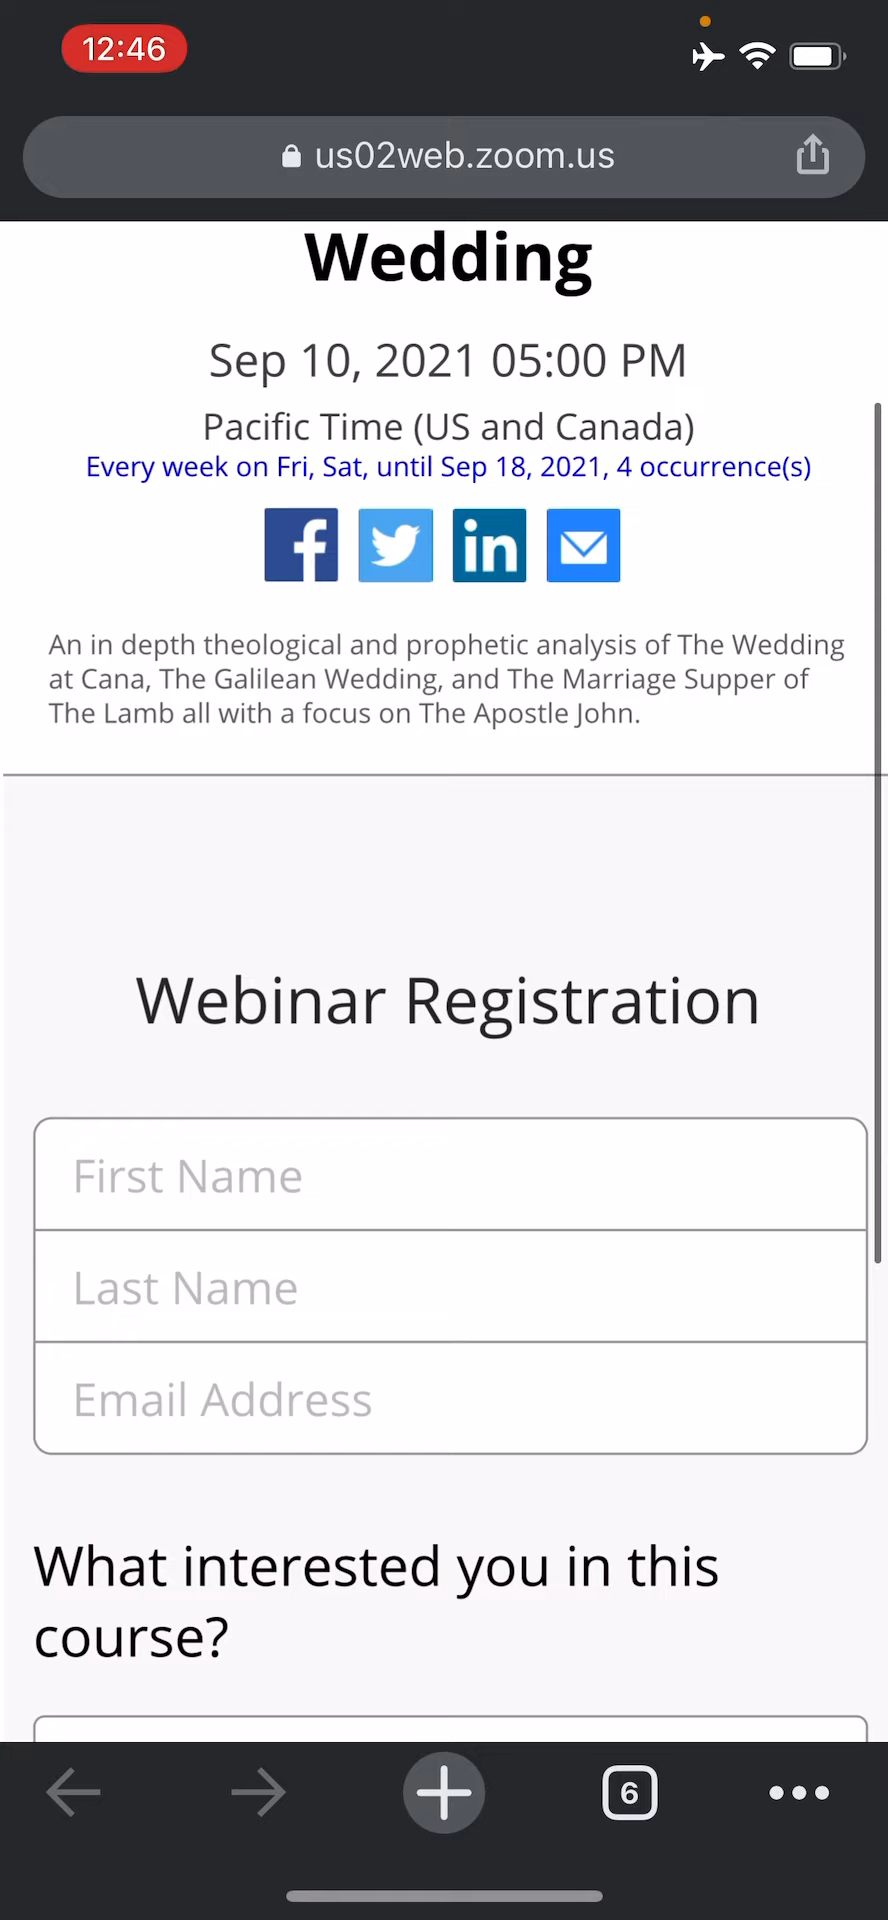 12:46
us02web.zoom.us
Wedding
Sep 10, 2021 05:00 PM
Pacific Time (US and Canada)
Every week on Fri, Sat, until Sep 18, 2021, 4 occurrence(s)
f
in
An in depth theological and prophetic analysis of The Wedding
at Cana, The Galilean Wedding, and The Marriage Supper of
The Lamb all with a focus on The Apostle John.
Webinar Registration
First Name
Last Name
Email Address
What interested you in this
course?
6